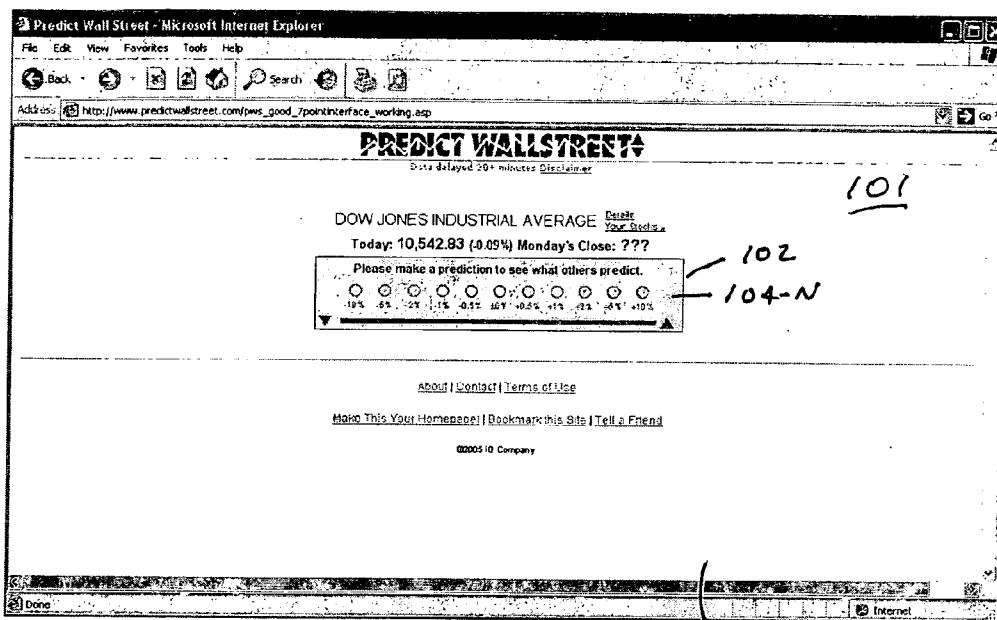 Predict Wall Street - Microsoft Internet Explorer
File Edit View Favorites Tools Help
Back Search
Address http://www.predictwallstreet.com/pws_good_7pointinterface_working.asp Go
PREDICT WALLSTREET
Data delayed 20+ minutes Disclaimer
101
DOW JONES INDUSTRIAL AVERAGE Details
Your Stocks
Today: 10,542.93 (-0.09%) Monday's Close: ???
102
Please make a prediction to see what others predict.
104-N
-10% -5% -2% -1% -0.5% ±0% +0.5% +1% +2% +5% +10%
About | Contact | Terms of Use
Make This Your Homepage! | Bookmark this Site | Tell a Friend
©2005 IQ Company
Done Internet